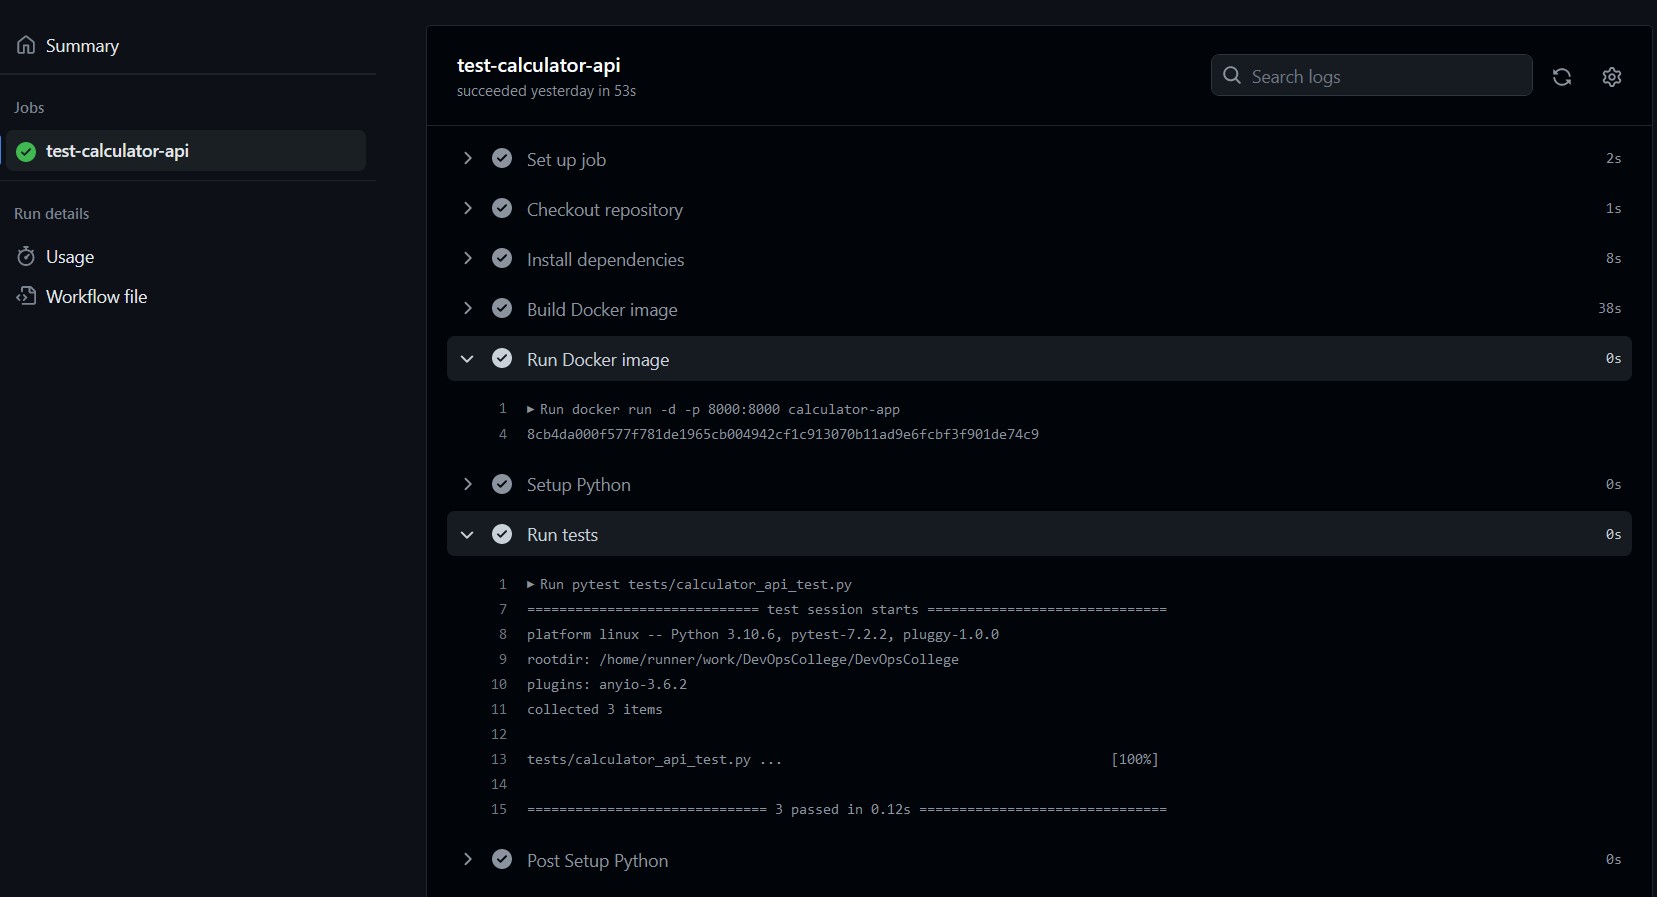 Summary
Jobs
test-calculator-api
Run details
Usage
Workflow file
test-calculator-api
succeeded yesterday in 53s
Search logs
Set up job 2s
Checkout repository 1s
Install dependencies 8s
Build Docker image 38s
Run Docker image 0s
1 ▶ Run docker run -d -p 8000:8000 calculator-app
4 8cb4da000f577f781de1965cb004942cf1c913070b11ad9e6fcbf3f901de74c9
Setup Python 0s
Run tests 0s
1 ▶ Run pytest tests/calculator_api_test.py
7 ============================= test session starts ==============================
8 platform linux -- Python 3.10.6, pytest-7.2.2, pluggy-1.0.0
9 rootdir: /home/runner/work/DevOpsCollege/DevOpsCollege
10 plugins: anyio-3.6.2
11 collected 3 items
12
13 tests/calculator_api_test.py ... [100%]
14
15 ============================== 3 passed in 0.12s ===============================
Post Setup Python 0s